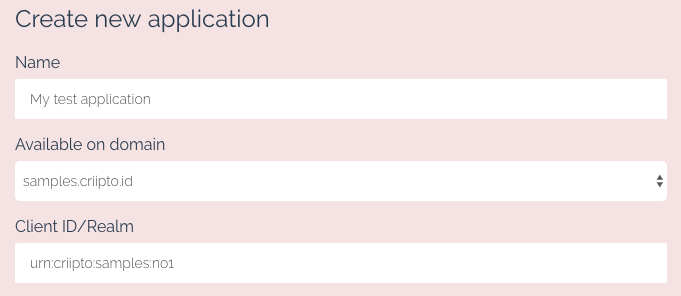 Create new application
Name
My test application
Available on domain
samples.criipto.id
Client ID/Realm
urn:criipto:samples:no1